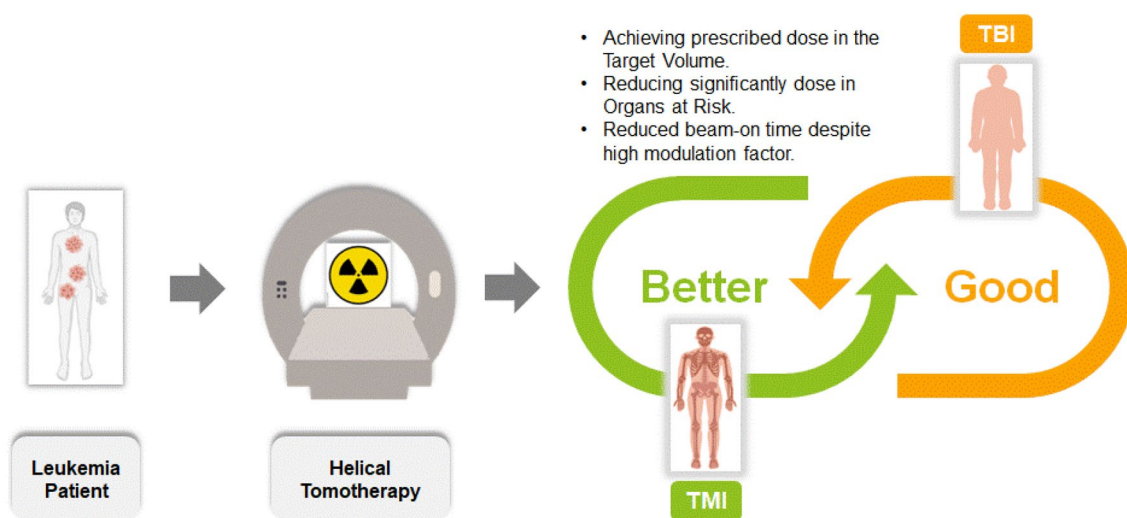 • Achieving prescribed dose in the
Target Volume.
• Reducing significantly dose in
Organs at Risk.
• Reduced beam-on time despite
high modulation factor.
TBI
Better
Good
TMI
Leukemia
Patient
Helical
Tomotherapy